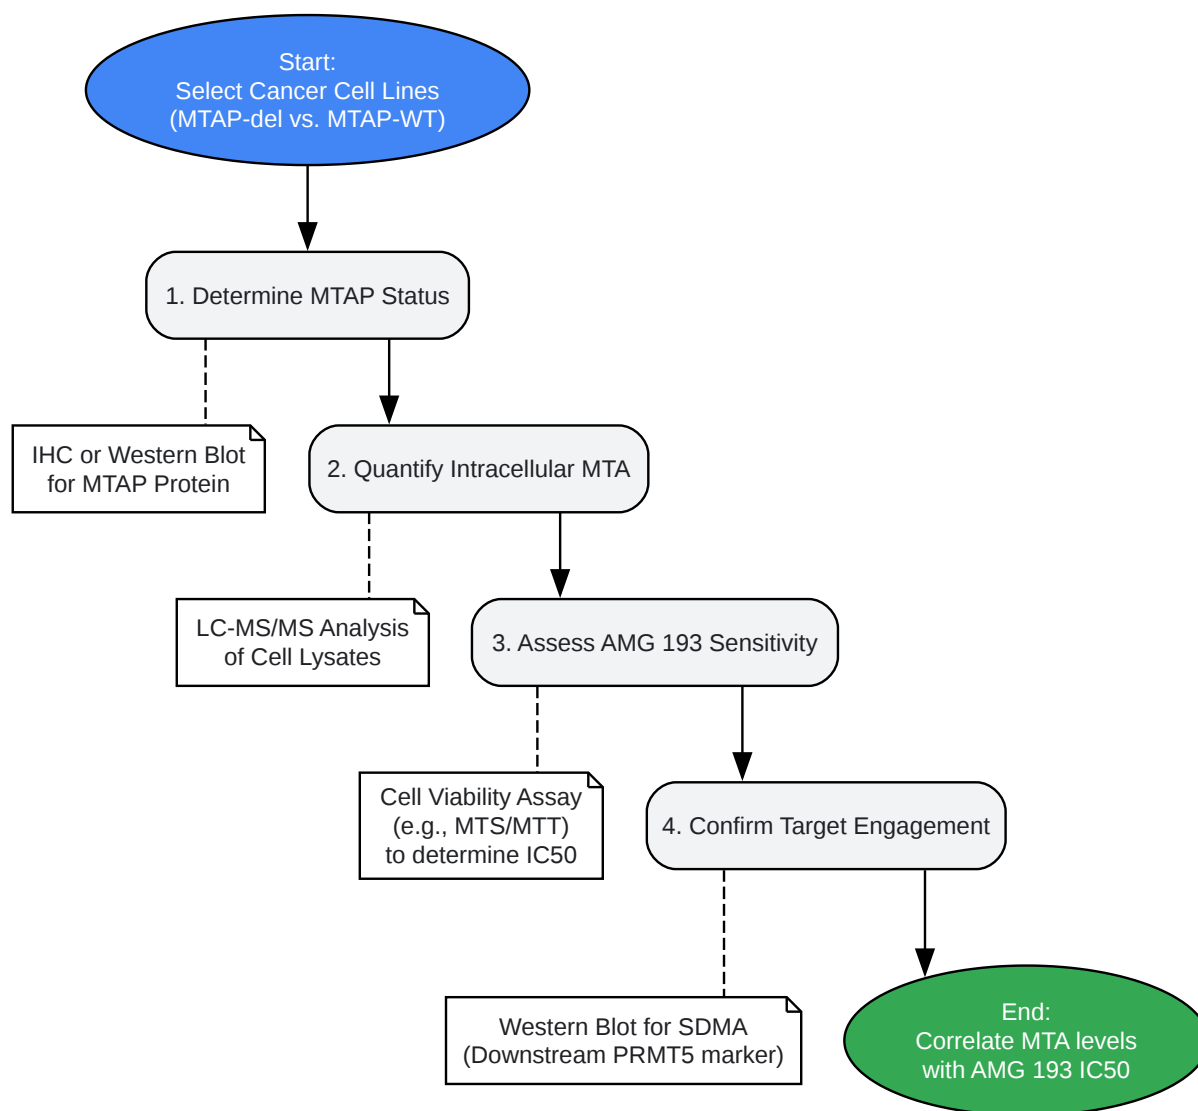 Start:
Select Cancer Cell Lines
(MTAP-del vs. MTAP-WT)
1. Determine MTAP Status
IHC or Western Blot
for MTAP Protein
2. Quantify Intracellular MTA
LC-MS/MS Analysis
of Cell Lysates
3. Assess AMG 193 Sensitivity
Cell Viability Assay
(e.g., MTS/MTT)
to determine IC50
4. Confirm Target Engagement
Western Blot for SDMA
(Downstream PRMT5 marker)
End:
Correlate MTA levels
with AMG 193 IC50